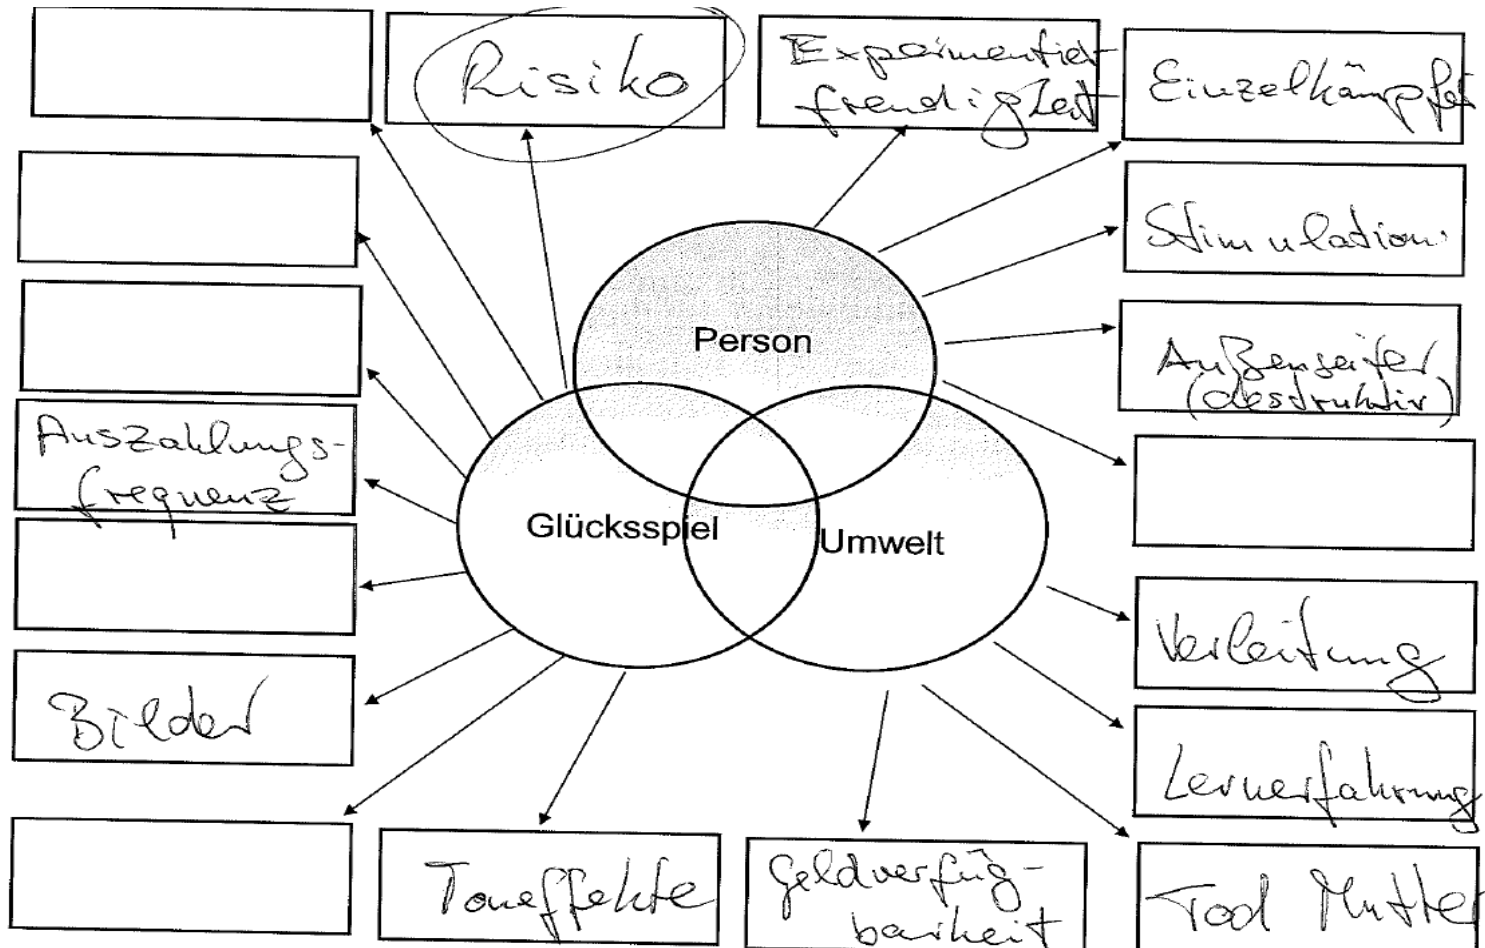 Risiko
Experimentier-
freudigkeit
Einzelkämpfer
Stimulation
Außenseiter
(destruktiv)
Person
Auszahlungs-
frequenz
Glücksspiel
Umwelt
Verleitung
Bilder
Lernerfahrung
Toneffekte
Geldverfüg-
barkeit
Tod Mutter